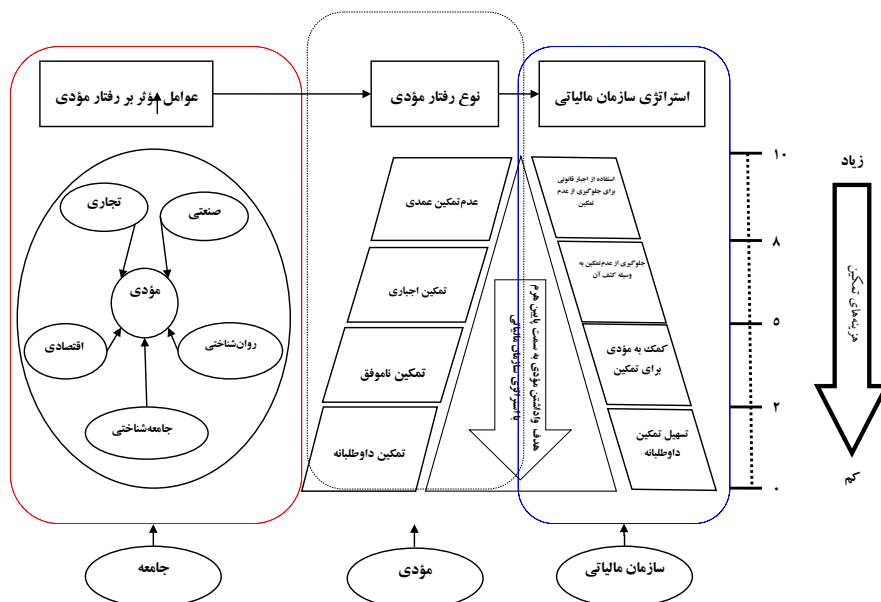 عوامل مؤثر بر رفتار مؤدی
نوع رفتار مؤدی
استراتژی سازمان مالیاتی
تجاری
صنعتی
مؤدی
اقتصادی
روان‌شناختی
جامعه‌شناختی
عدم‌تمکین عمدی
تمکین اجباری
تمکین ناموفق
تمکین داوطلبانه
هدف واداشتن مؤدی به سمت پایین هرم
با استراتژی سازمان مالیاتی
استفاده از اجبار قانونی
برای جلوگیری از عدم
تمکین
جلوگیری از عدم‌تمکین به
وسیله کشف آن
کمک به مؤدی
برای تمکین
تسهیل تمکین
داوطلبانه
۱۰
۸
۵
۲
۰
زیاد
هزینه‌های تمکین
کم
جامعه
مؤدی
سازمان مالیاتی